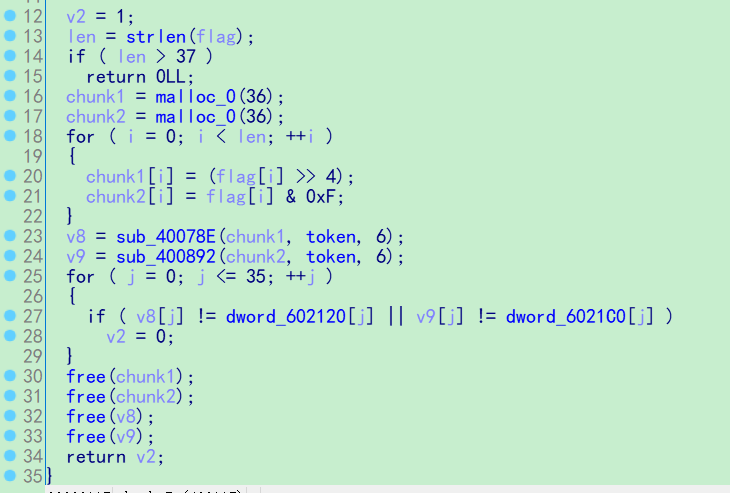 12 v2 = 1;
13 len = strlen(flag);
14 if ( len > 37 )
15 return 0LL;
16 chunk1 = malloc_0(36);
17 chunk2 = malloc_0(36);
18 for ( i = 0; i < len; ++i )
19 {
20 chunk1[i] = (flag[i] >> 4);
21 chunk2[i] = flag[i] & 0xF;
22 }
23 v8 = sub_40078E(chunk1, token, 6);
24 v9 = sub_400892(chunk2, token, 6);
25 for ( j = 0; j <= 35; ++j )
26 {
27 if ( v8[j] != dword_602120[j] || v9[j] != dword_6021C0[j] )
28 v2 = 0;
29 }
30 free(chunk1);
31 free(chunk2);
32 free(v8);
33 free(v9);
34 return v2;
35 }